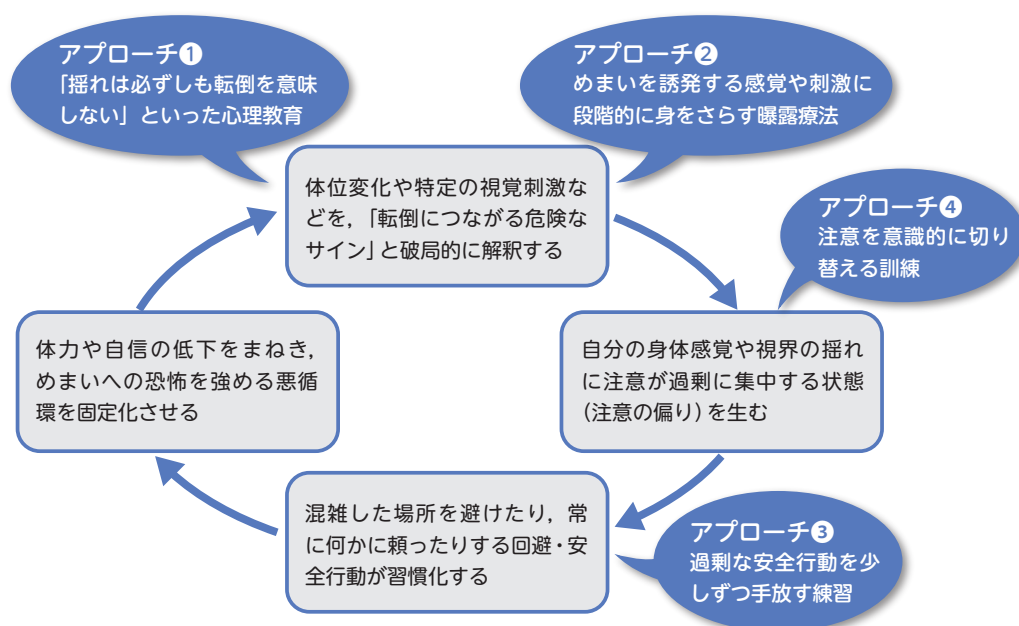 アプローチ❶
「揺れは必ずしも転倒を意味
しない」といった心理教育
アプローチ❷
めまいを誘発する感覚や刺激に
段階的に身をさらす曝露療法
体位変化や特定の視覚刺激な
どを,「転倒につながる危険な
サイン」と破局的に解釈する
アプローチ❹
注意を意識的に切り
替える訓練
自分の身体感覚や視界の揺れ
に注意が過剰に集中する状態
(注意の偏り)を生む
アプローチ❸
過剰な安全行動を少
しずつ手放す練習
混雑した場所を避けたり,常
に何かに頼ったりする回避・安
全行動が習慣化する
体力や自信の低下をまねき,
めまいへの恐怖を強める悪循
環を固定化させる